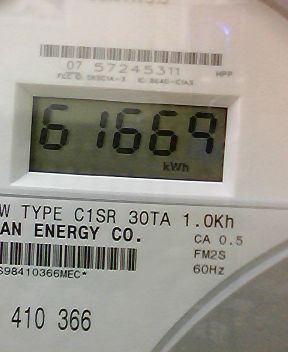 07 57245311 HPP
61669
kWh
W TYPE C1SR 30TA 1.0Kh
AN ENERGY CO.
CA 0.5
FM2S
60Hz
S98410366MEC*
410 366